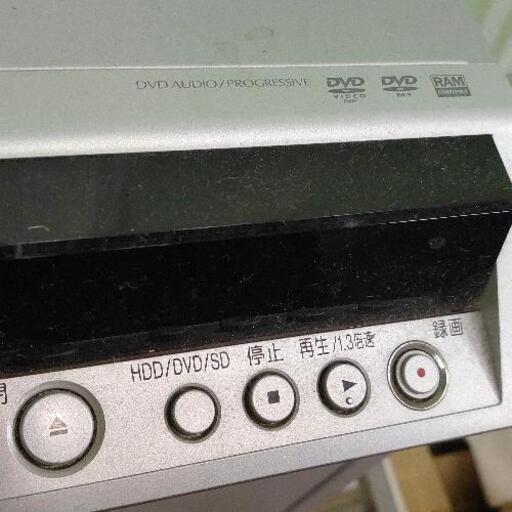 DVD AUDIO/PROGRESSIVE
DVD VIDEO
DVD
RAM
HDD/DVD/SD
停止
再生/1.3倍速
録画